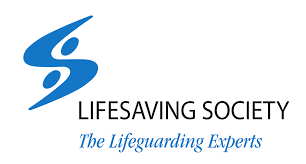 LIFESAVING SOCIETY
The Lifeguarding Experts